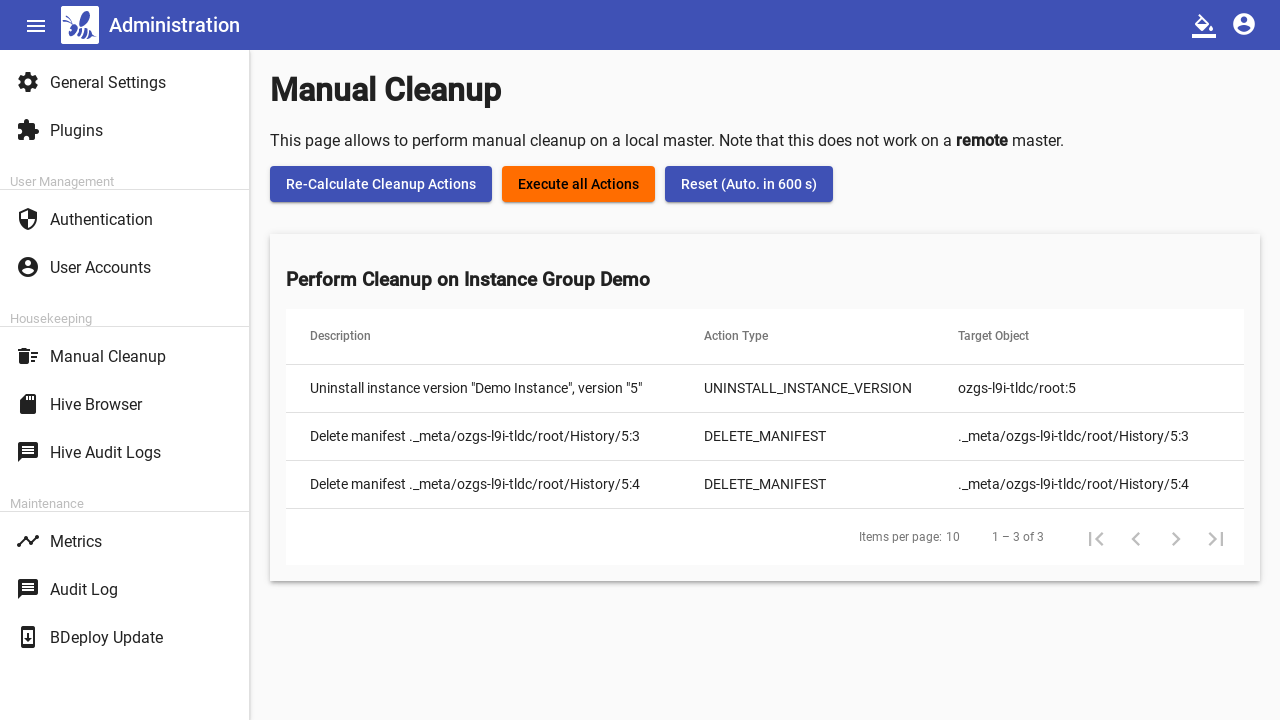 Administration
General Settings
Plugins
User Management
Authentication
User Accounts
Housekeeping
Manual Cleanup
Hive Browser
Hive Audit Logs
Maintenance
Metrics
Audit Log
BDeploy Update
Manual Cleanup
This page allows to perform manual cleanup on a local master. Note that this does not work on a remote master.
Re-Calculate Cleanup Actions Execute all Actions Reset (Auto. in 600 s)
Perform Cleanup on Instance Group Demo
Description Action Type Target Object
Uninstall instance version "Demo Instance", version "5" UNINSTALL_INSTANCE_VERSION ozgs-l9i-tldc/root:5
Delete manifest ._meta/ozgs-l9i-tldc/root/History/5:3 DELETE_MANIFEST ._meta/ozgs-l9i-tldc/root/History/5:3
Delete manifest ._meta/ozgs-l9i-tldc/root/History/5:4 DELETE_MANIFEST ._meta/ozgs-l9i-tldc/root/History/5:4
Items per page: 10 1 – 3 of 3